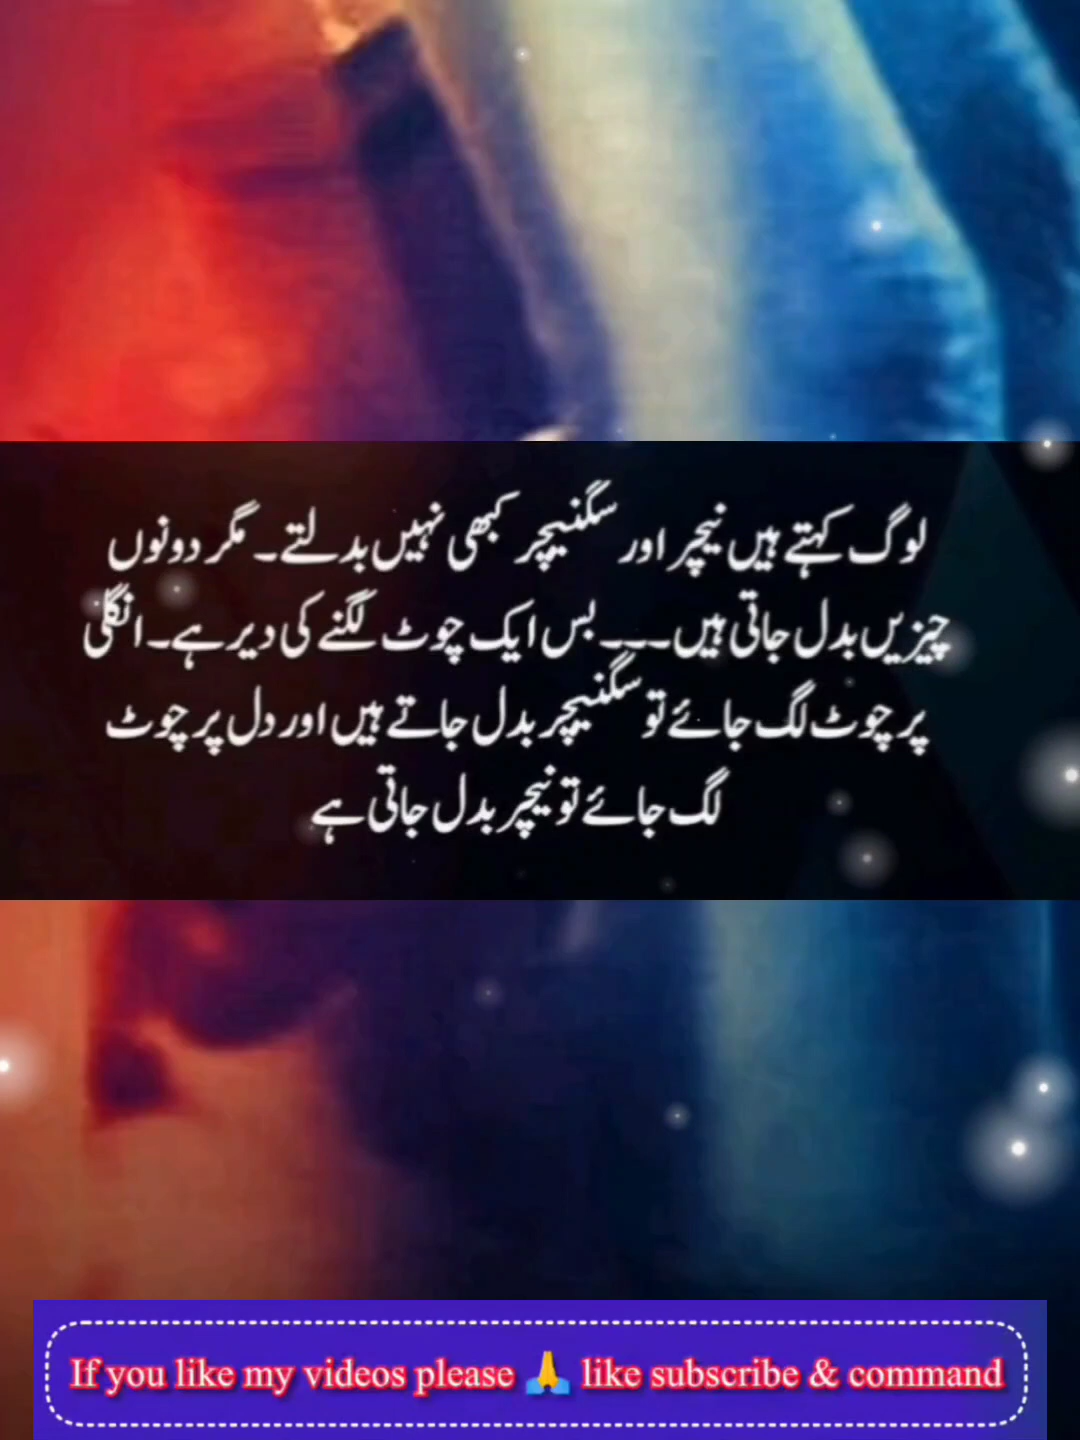 لوگ کہتے ہیں نیچر اور سگنیچر کبھی نہیں بدلتے۔ مگر دونوں
چیزیں بدل جاتی ہیں۔۔۔ بس ایک چوٹ لگنے کی دیر ہے۔ انگلی
پر چوٹ لگ جائے تو سگنیچر بدل جاتے ہیں اور دل پر چوٹ
لگ جائے تو نیچر بدل جاتی ہے
If you like my videos please 🙏 like subscribe & command